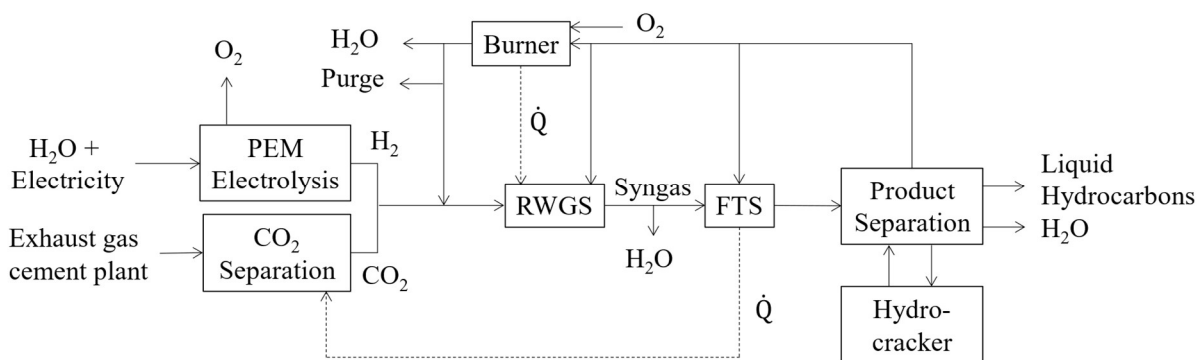 O₂
H₂O
Burner
O₂
Purge
Q̇
H₂O +
Electricity
PEM
Electrolysis
H₂
Exhaust gas
cement plant
CO₂
Separation
CO₂
RWGS
Syngas
H₂O
FTS
Q̇
Product
Separation
Liquid
Hydrocarbons
H₂O
Hydro-
cracker